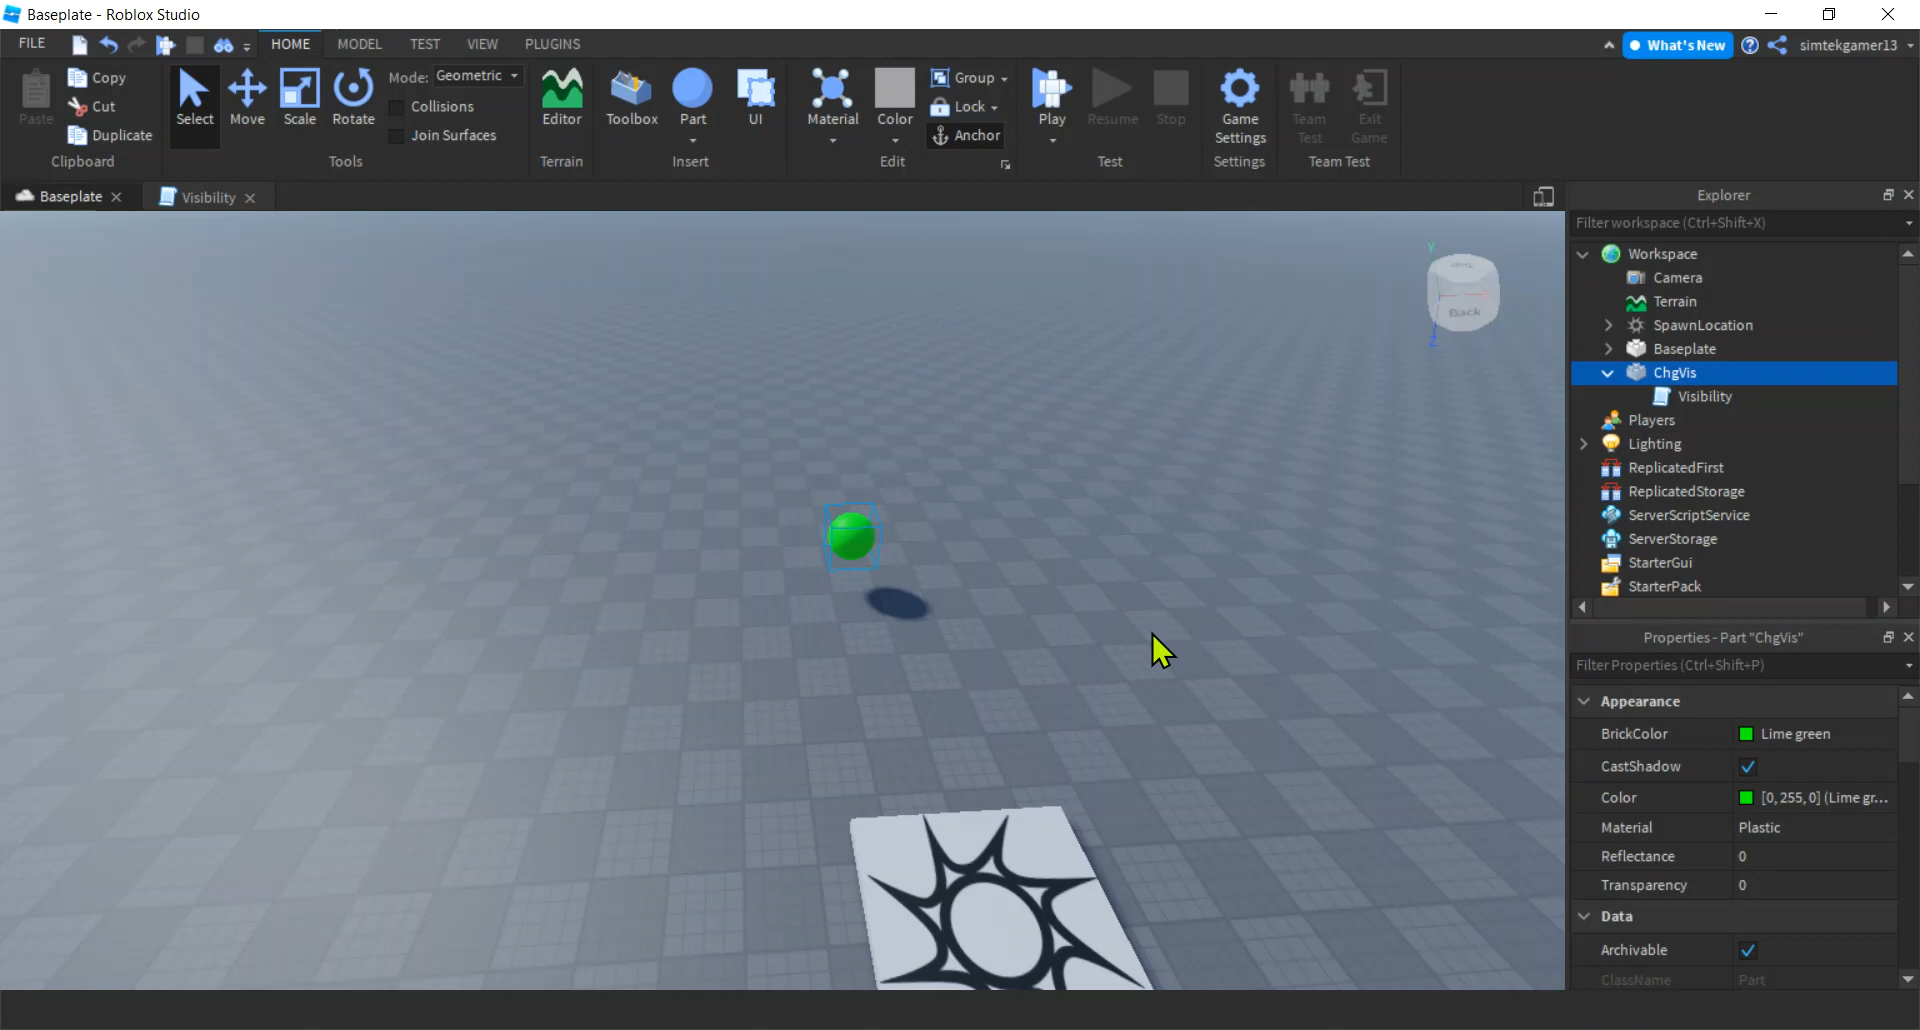 Baseplate - Roblox Studio
FILE HOME MODEL TEST VIEW PLUGINS
What's New simtekgamer13
Paste
Copy
Cut
Duplicate
Clipboard
Select
Move
Scale
Rotate
Mode: Geometric
Collisions
Join Surfaces
Tools
Editor
Terrain
Toolbox
Part
UI
Insert
Material
Color
Group
Lock
Anchor
Edit
Play
Resume
Stop
Test
Game
Settings
Settings
Team
Test
Exit
Game
Team Test
Baseplate
Visibility
Y
Back
Z
Explorer
Filter workspace (Ctrl+Shift+X)
Workspace
Camera
Terrain
SpawnLocation
Baseplate
ChgVis
Visibility
Players
Lighting
ReplicatedFirst
ReplicatedStorage
ServerScriptService
ServerStorage
StarterGui
StarterPack
Properties - Part "ChgVis"
Filter Properties (Ctrl+Shift+P)
Appearance
BrickColor Lime green
CastShadow
Color [0, 255, 0] (Lime gr...
Material Plastic
Reflectance 0
Transparency 0
Data
Archivable
ClassName Part